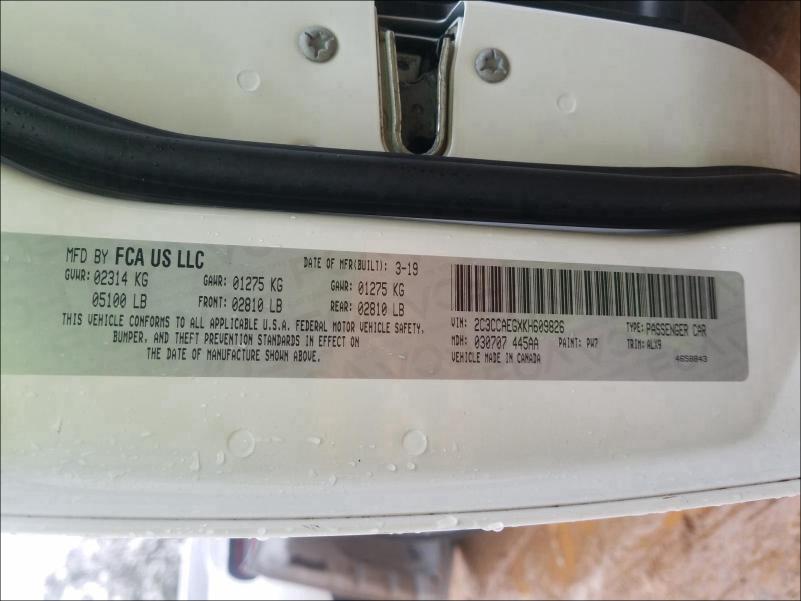 MFD BY FCA US LLC DATE OF MFR(BUILT): 3-19
GVWR: 02314 KG GAWR: 01275 KG GAWR: 01275 KG
05100 LB FRONT: 02810 LB REAR: 02810 LB
THIS VEHICLE CONFORMS TO ALL APPLICABLE U.S.A. FEDERAL MOTOR VEHICLE SAFETY,
BUMPER, AND THEFT PREVENTION STANDARDS IN EFFECT ON
THE DATE OF MANUFACTURE SHOWN ABOVE.
VIN: 2C3CCAEGXKH609826 TYPE: PASSENGER CAR
MDH: 030707 445AA PAINT: PW7 TRIM: ALX9
VEHICLE MADE IN CANADA 4658843